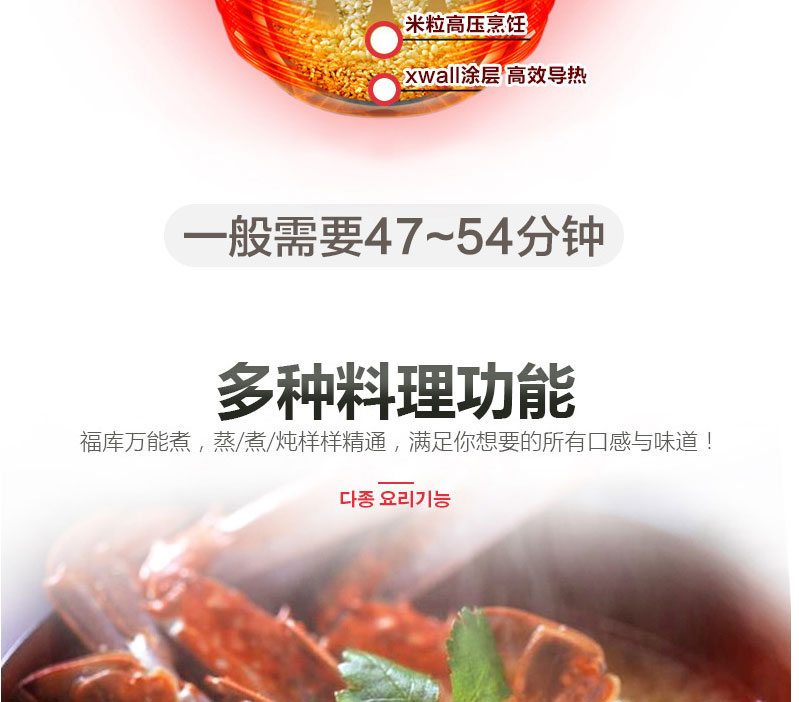 米粒高压烹饪
xwall涂层 高效导热
一般需要47~54分钟
多种料理功能
福库万能煮，蒸/煮/炖样样精通，满足你想要的所有口感与味道！
다종 요리기능